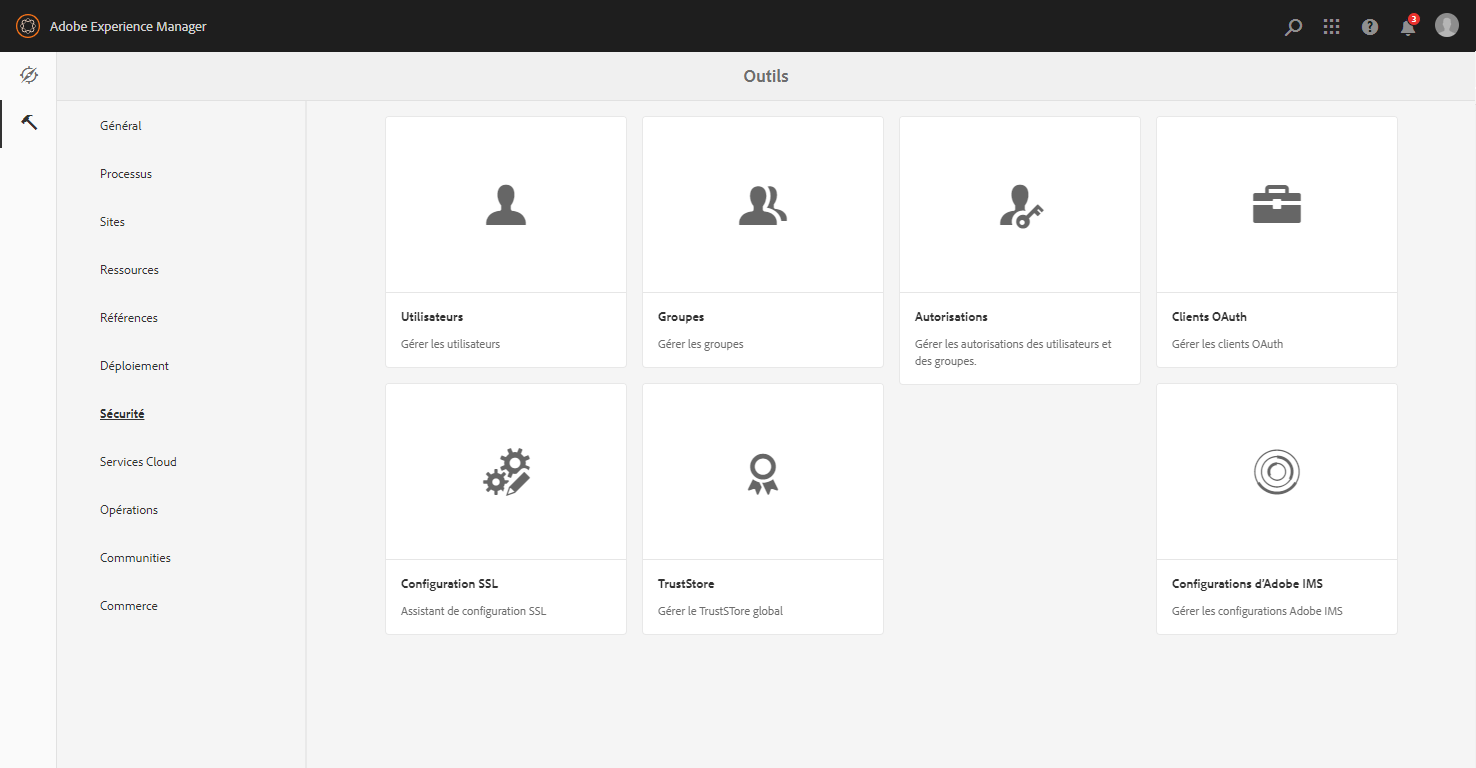 Adobe Experience Manager
3
Outils
Général
Processus
Sites
Ressources
Références
Déploiement
Sécurité
Services Cloud
Opérations
Communities
Commerce
Utilisateurs
Gérer les utilisateurs
Groupes
Gérer les groupes
Autorisations
Gérer les autorisations des utilisateurs et
des groupes.
Clients OAuth
Gérer les clients OAuth
Configuration SSL
Assistant de configuration SSL
TrustStore
Gérer le TrustSTore global
Configurations d'Adobe IMS
Gérer les configurations Adobe IMS